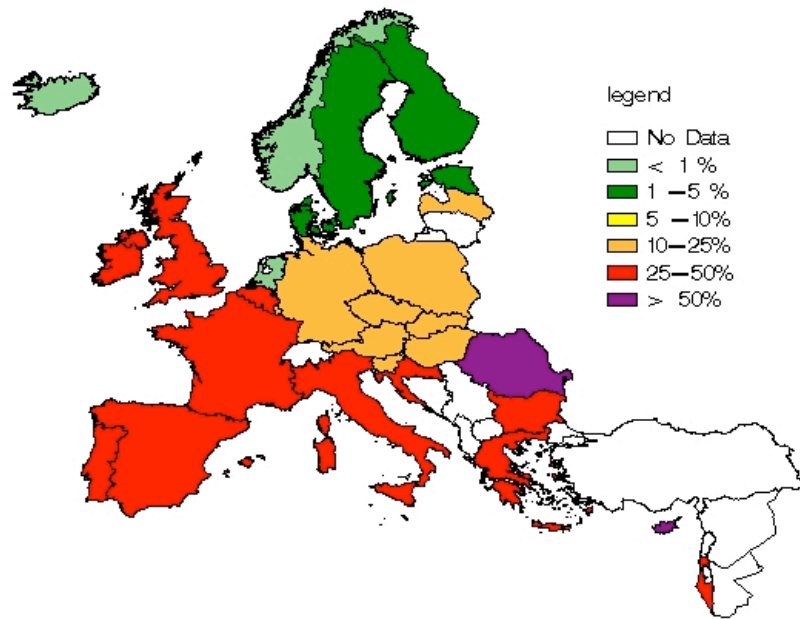 legend
No Data
< 1 %
1 –5 %
5 –10%
10–25%
25–50%
> 50%